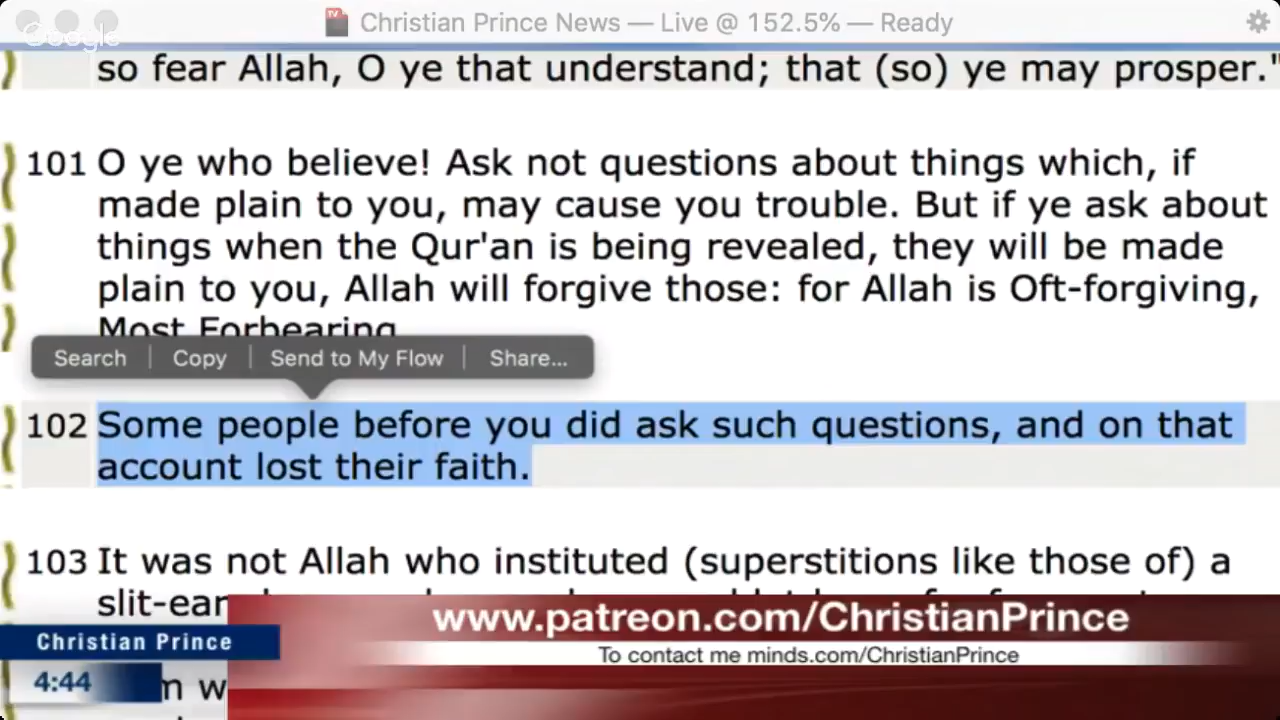 Christian Prince News — Live @ 152.5% — Ready
Google
so fear Allah, O ye that understand; that (so) ye may prosper."
101 O ye who believe! Ask not questions about things which, if
made plain to you, may cause you trouble. But if ye ask about
things when the Qur'an is being revealed, they will be made
plain to you, Allah will forgive those: for Allah is Oft-forgiving,
Most Forbearing.
Search Copy Send to My Flow Share...
102 Some people before you did ask such questions, and on that
account lost their faith.
103 It was not Allah who instituted (superstitions like those of) a
slit-ear
www.patreon.com/ChristianPrince
Christian Prince
To contact me minds.com/ChristianPrince
4:44